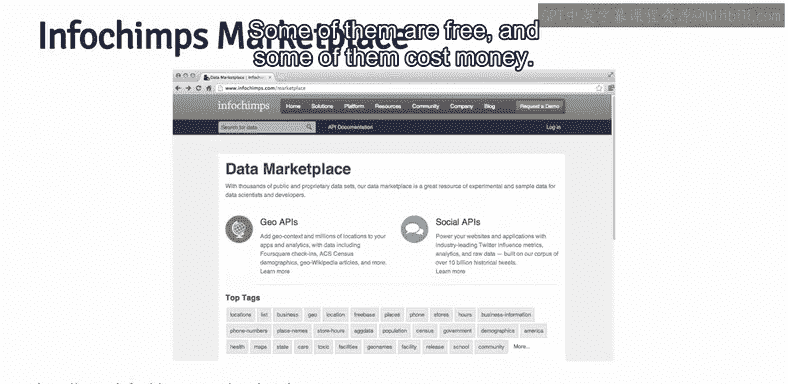 Infochimps Marketplace
Some of them are free, and
some of them cost money.
Data Marketplace | Infochim
www.infochimps.com/marketplace
infochimps Home Solutions Platform Resources Community Company Blog Request a Demo
Search for data API Documentation Log in
Data Marketplace
With thousands of public and proprietary data sets, our data marketplace is a great resource of experimental and sample data for
data scientists and developers.
Geo APIs
Add geo-context and millions of locations to your
apps and analytics, with data including
Foursquare check-ins, ACS Census
demographics, geo-Wikipedia articles, and more.
Learn more
Social APIs
Power your websites and applications with
industry-leading Twitter influence metrics,
analytics, and raw data — built on our corpus of
over 10 billion historical tweets.
Learn more
Top Tags
locations list business geo location freebase places phone stores hours business-information
phone-numbers place-names store-hours aggdata population census government demographics america
health maps state care toxic facilities geonames facility release school community More...